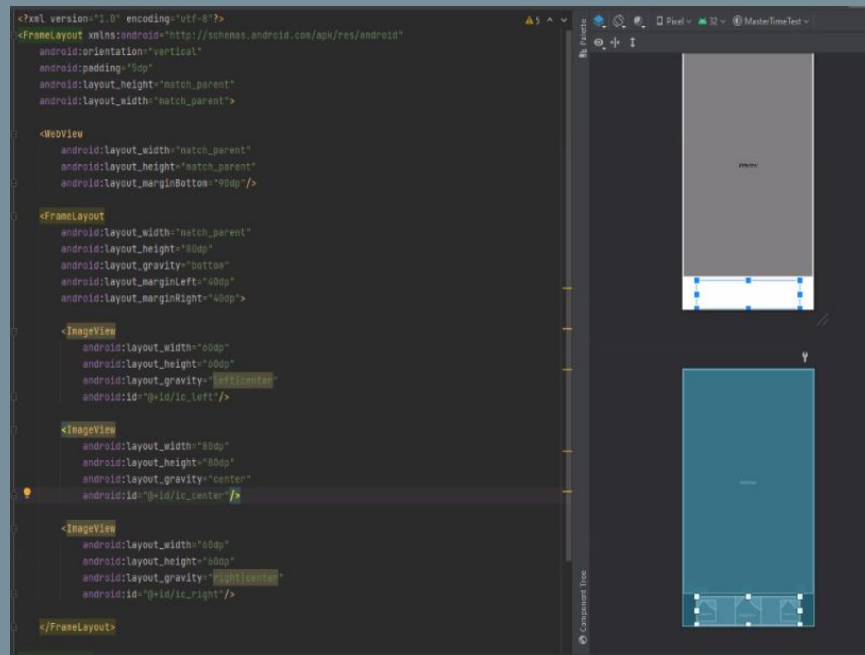 <?xml version="1.0" encoding="utf-8"?>
<FrameLayout xmlns:android="http://schemas.android.com/apk/res/android"
android:orientation="vertical"
android:padding="5dp"
android:layout_height="match_parent"
android:layout_width="match_parent">
<WebView
android:layout_width="match_parent"
android:layout_height="match_parent"
android:layout_marginBottom="90dp"/>
<FrameLayout
android:layout_width="match_parent"
android:layout_height="80dp"
android:layout_gravity="bottom"
android:layout_marginLeft="40dp"
android:layout_marginRight="40dp">
<ImageView
android:layout_width="60dp"
android:layout_height="60dp"
android:layout_gravity="left|center"
android:id="@+id/ic_left"/>
<ImageView
android:layout_width="80dp"
android:layout_height="80dp"
android:layout_gravity="center"
android:id="@+id/ic_center"/>
<ImageView
android:layout_width="60dp"
android:layout_height="60dp"
android:layout_gravity="right|center"
android:id="@+id/ic_right"/>
</FrameLayout>
5
Palette
Pixel
32
MasterTimeTest
WebView
Component Tree